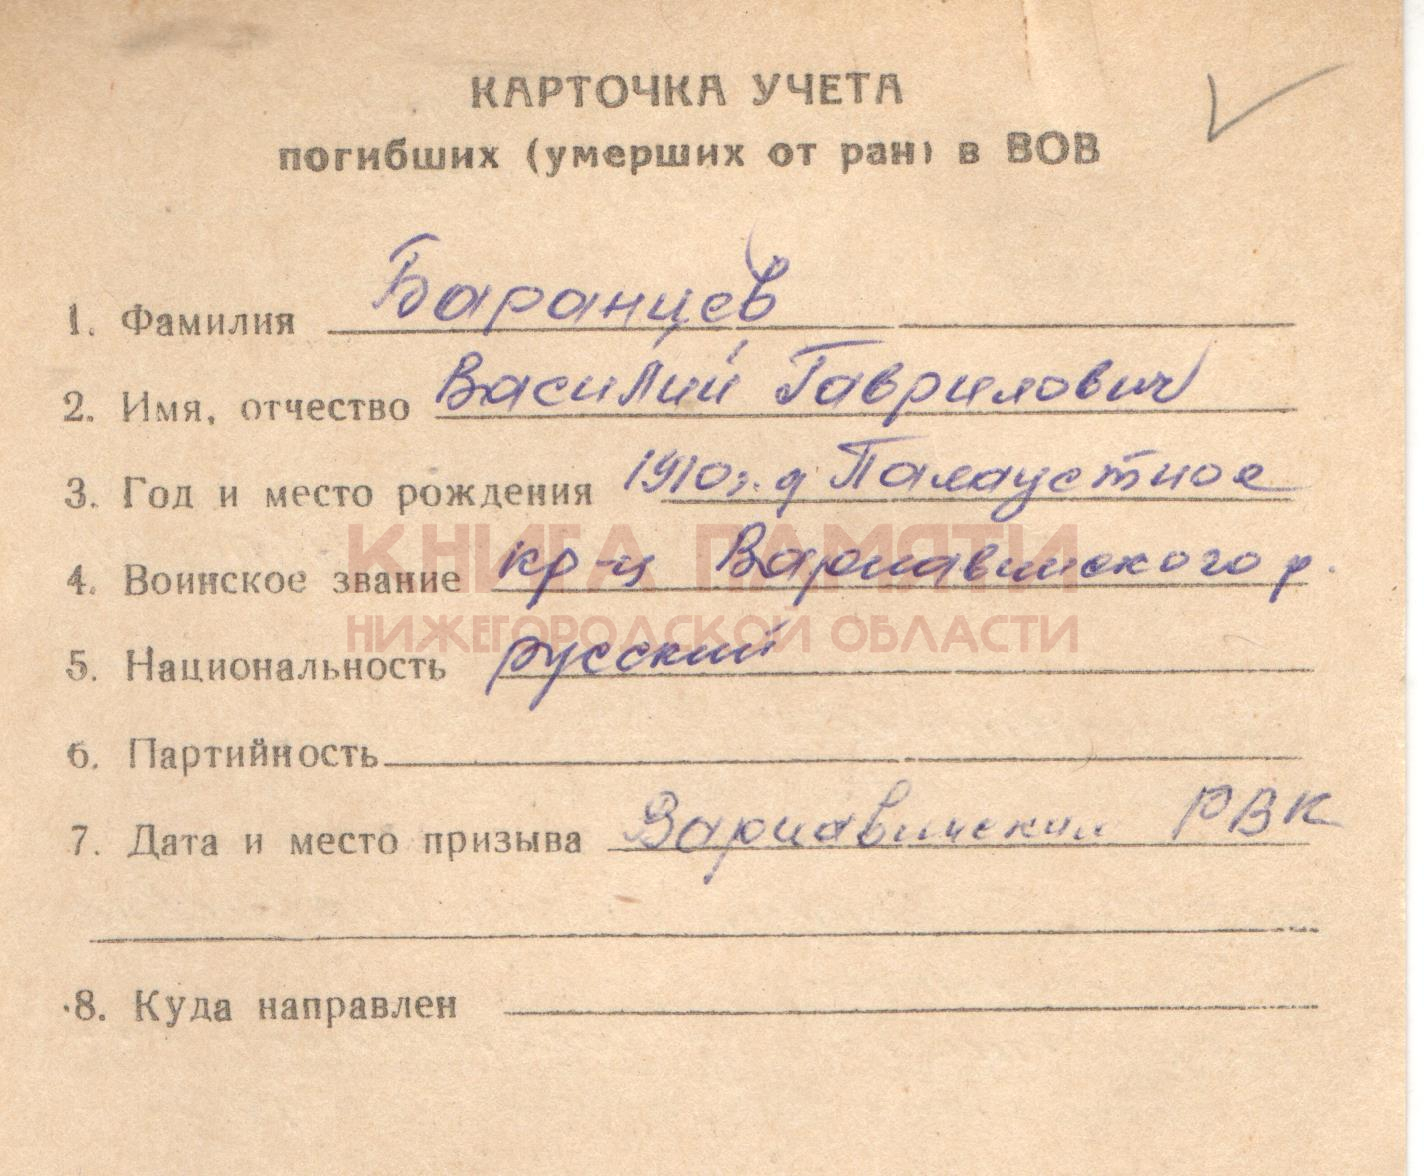 КАРТОЧКА УЧЕТА
погибших (умерших от ран) в ВОВ
1. Фамилия Баранцев
2. Имя, отчество Василий Гаврилович
3. Год и место рождения 1910 г. д Палаустное
4. Воинское звание кр-ц Варнавинского р.
КНИГА ПАМЯТИ
НИЖЕГОРОДСКОЙ ОБЛАСТИ
5. Национальность русский
6. Партийность
7. Дата и место призыва Варнавинским РВК
8. Куда направлен